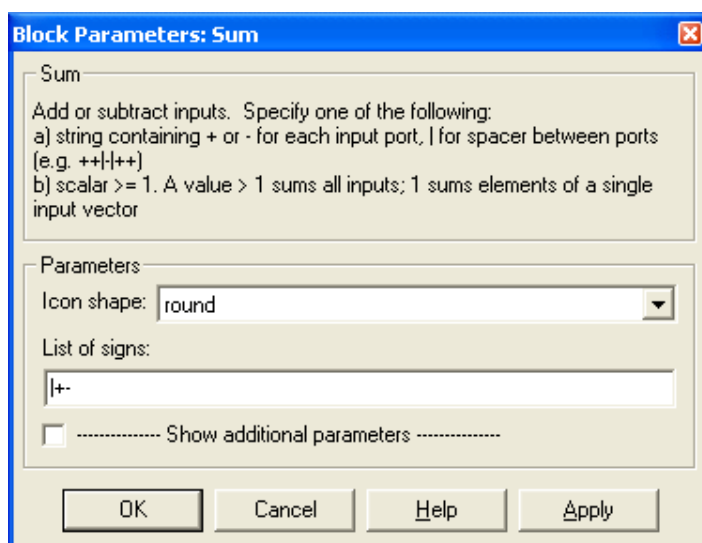 Block Parameters: Sum
Sum
Add or subtract inputs. Specify one of the following:
a) string containing + or - for each input port, | for spacer between ports
(e.g. ++|-|++)
b) scalar >= 1. A value > 1 sums all inputs; 1 sums elements of a single
input vector
Parameters
Icon shape: round
List of signs:
|+-
--------------- Show additional parameters ---------------
OK Cancel Help Apply